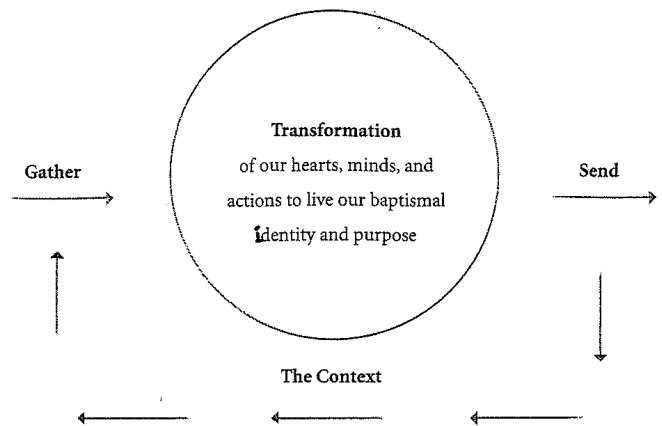 Transformation
Gather
of our hearts, minds, and
Send
actions to live our baptismal
identity and purpose
The Context